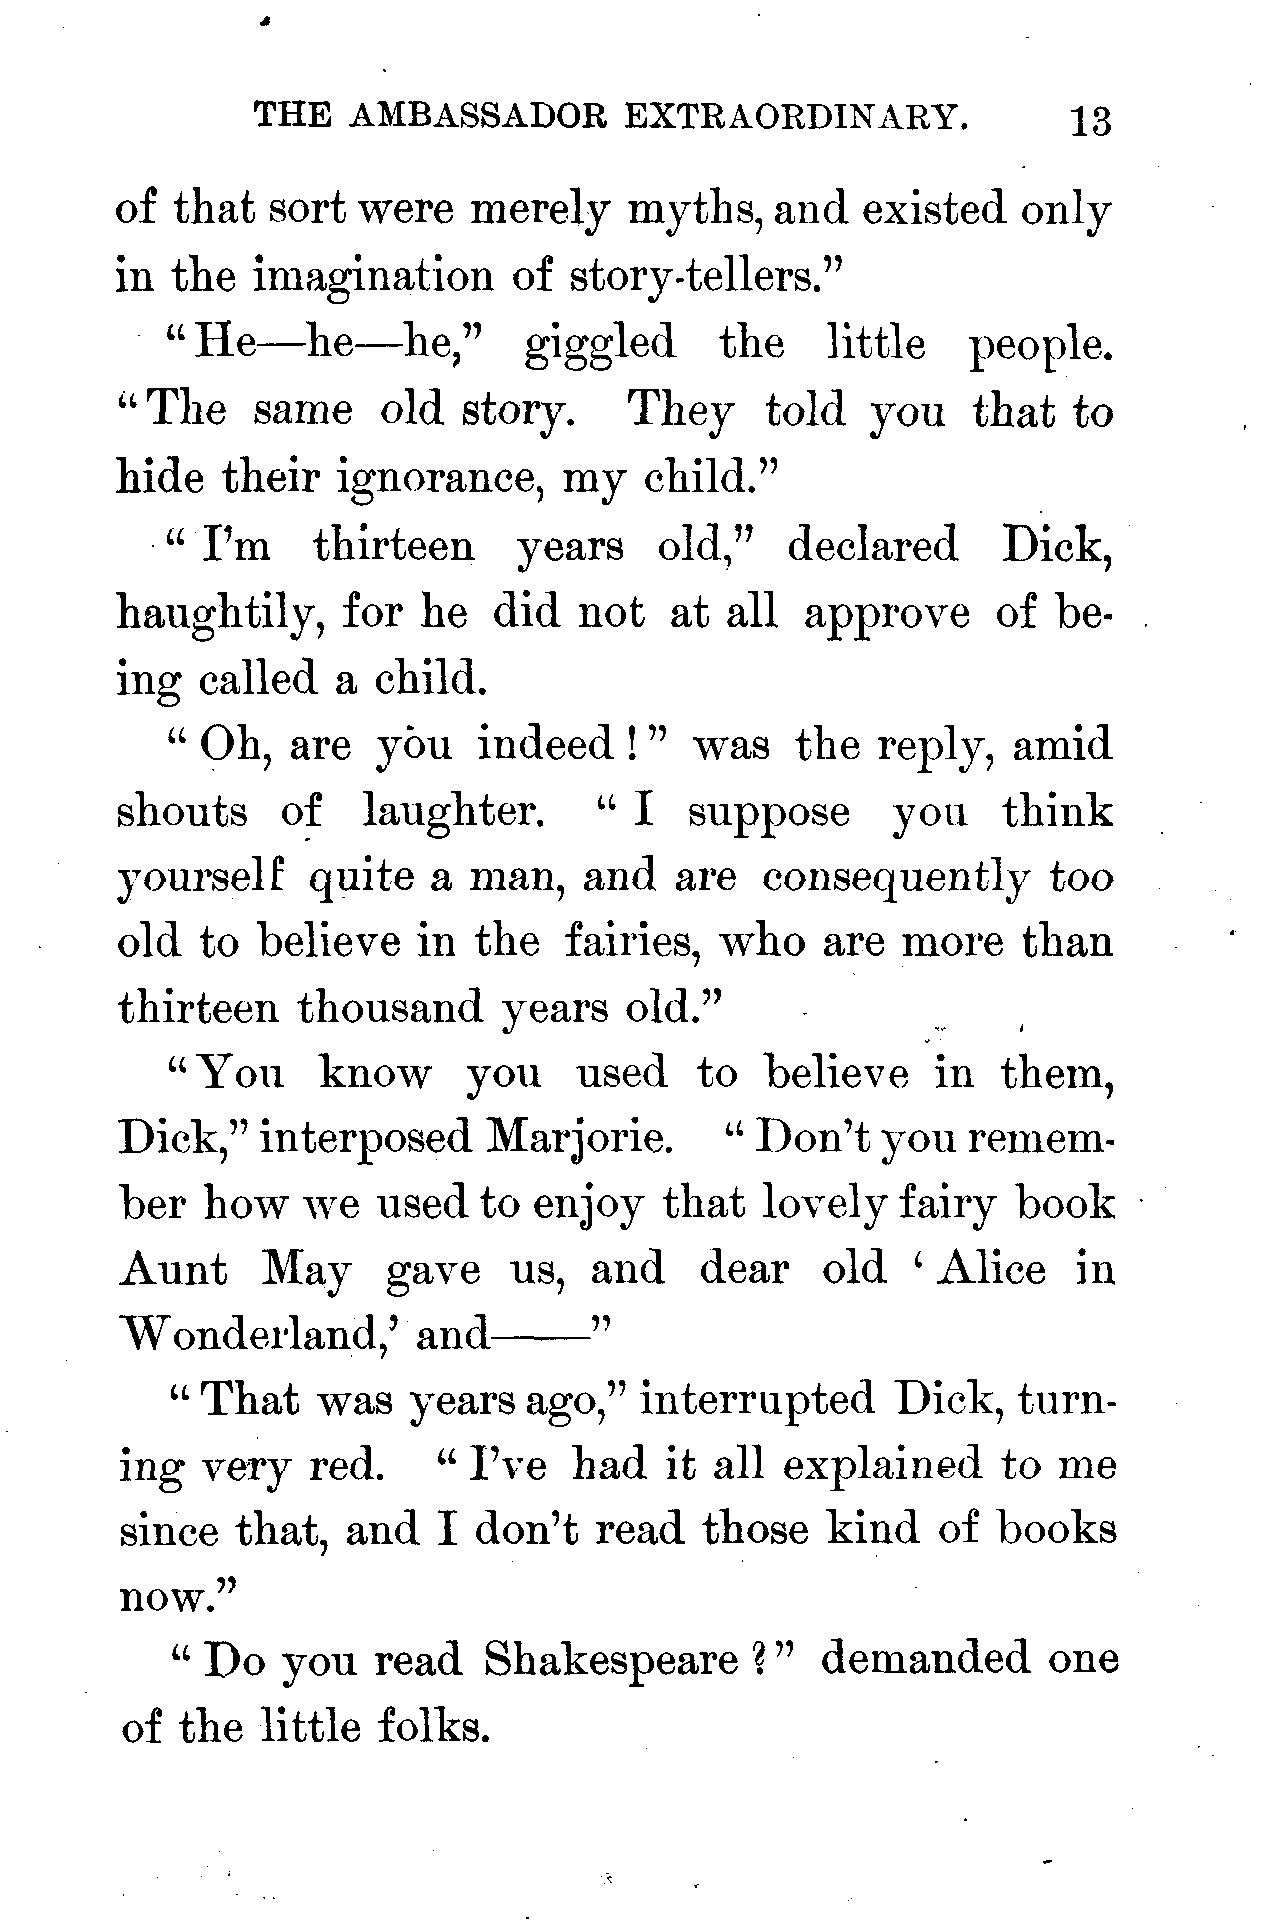 THE AMBASSADOR EXTRAORDINARY. 13
of that sort were merely myths, and existed only
in the imagination of story-tellers."
"He—he—he," giggled the little people.
"The same old story. They told you that to
hide their ignorance, my child."
"I'm thirteen years old," declared Dick,
haughtily, for he did not at all approve of be-
ing called a child.
"Oh, are you indeed!" was the reply, amid
shouts of laughter. "I suppose you think
yourself quite a man, and are consequently too
old to believe in the fairies, who are more than
thirteen thousand years old."
"You know you used to believe in them,
Dick," interposed Marjorie. "Don't you remem-
ber how we used to enjoy that lovely fairy book
Aunt May gave us, and dear old 'Alice in
Wonderland,' and——"
"That was years ago," interrupted Dick, turn-
ing very red. "I've had it all explained to me
since that, and I don't read those kind of books
now."
"Do you read Shakespeare?" demanded one
of the little folks.